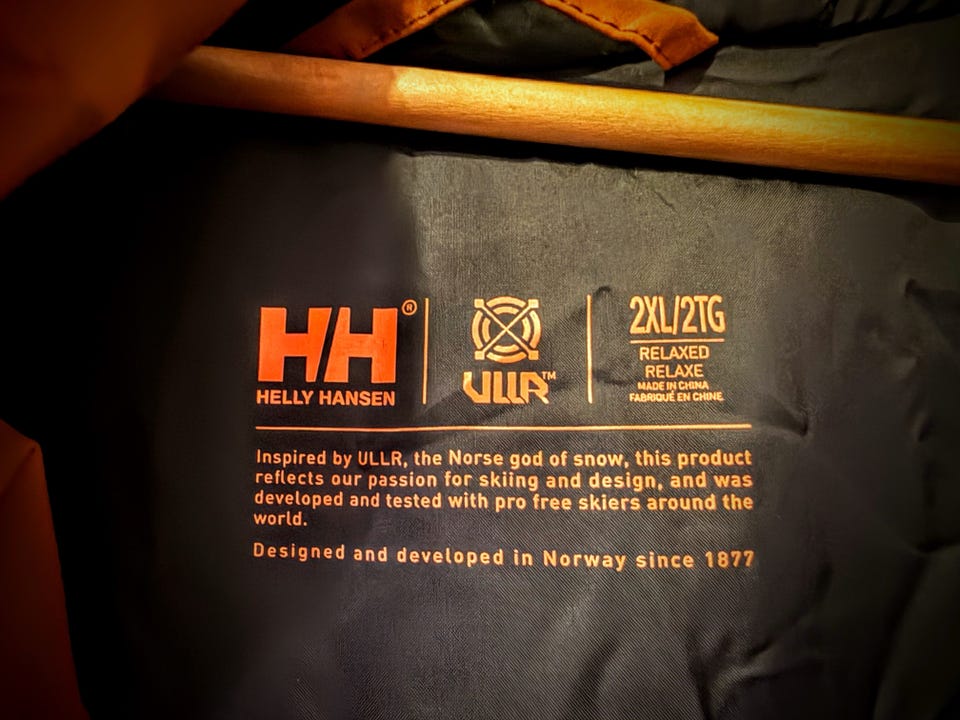 HH®
HELLY HANSEN
ULLR™
2XL/2TG
RELAXED
RELAXE
MADE IN CHINA
FABRIQUÉ EN CHINE
Inspired by ULLR, the Norse god of snow, this product
reflects our passion for skiing and design, and was
developed and tested with pro free skiers around the
world.
Designed and developed in Norway since 1877